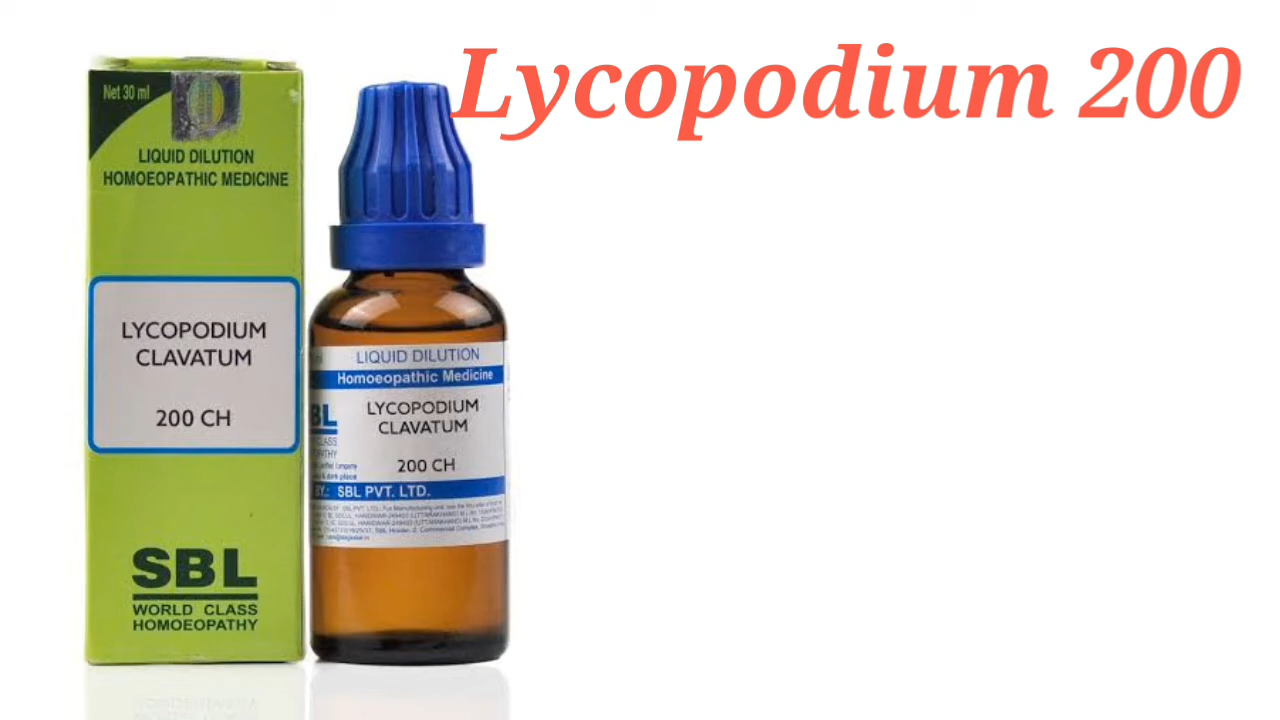 Lycopodium 200
Net 30 ml
LIQUID DILUTION
HOMOEOPATHIC MEDICINE
LYCOPODIUM
CLAVATUM
200 CH
SBL
WORLD CLASS
HOMOEOPATHY
LIQUID DILUTION
Homoeopathic Medicine
BL
LYCOPODIUM
CLAVATUM
200 CH
SBL PVT. LTD.